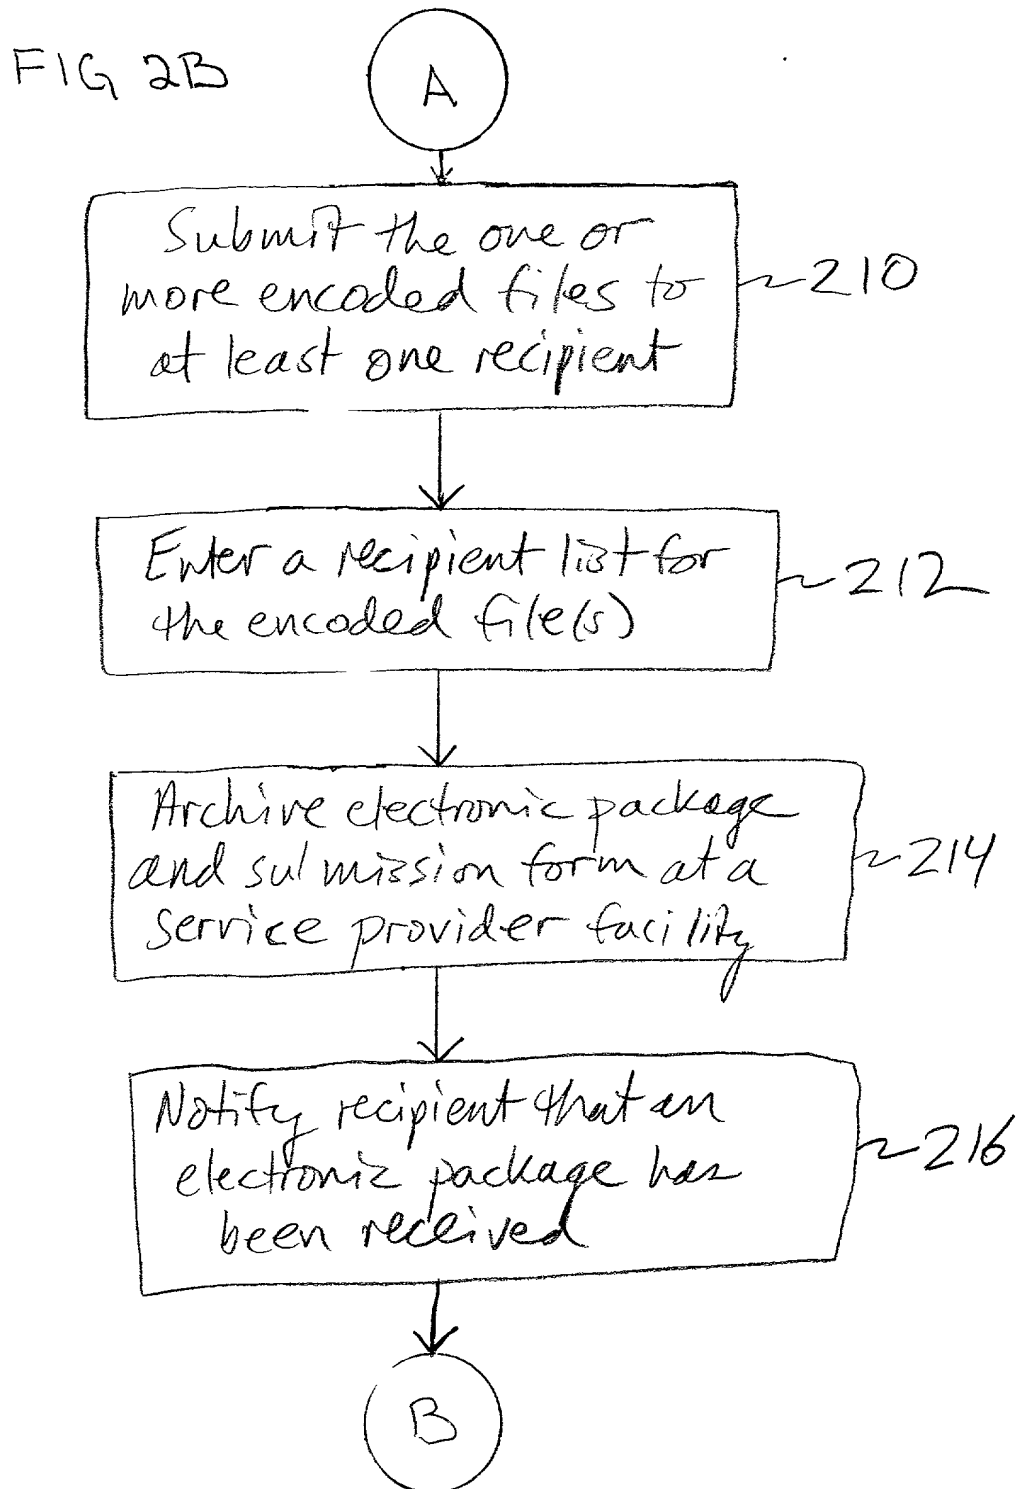 FIG 2B
A
Submit the one or
more encoded files to
at least one recipient
210
Enter a recipient list for
the encoded file(s)
212
Archive electronic package
and submission form at a
service provider facility
214
Notify recipient that an
electronic package has
been received
216
B